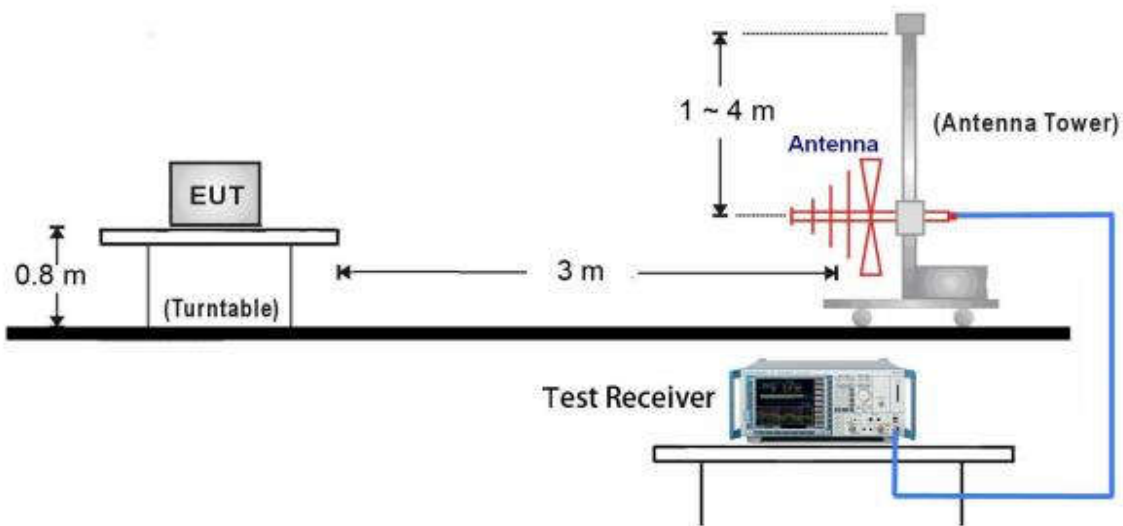 1 ~ 4 m
(Antenna Tower)
Antenna
EUT
0.8 m
3 m
(Turntable)
Test Receiver